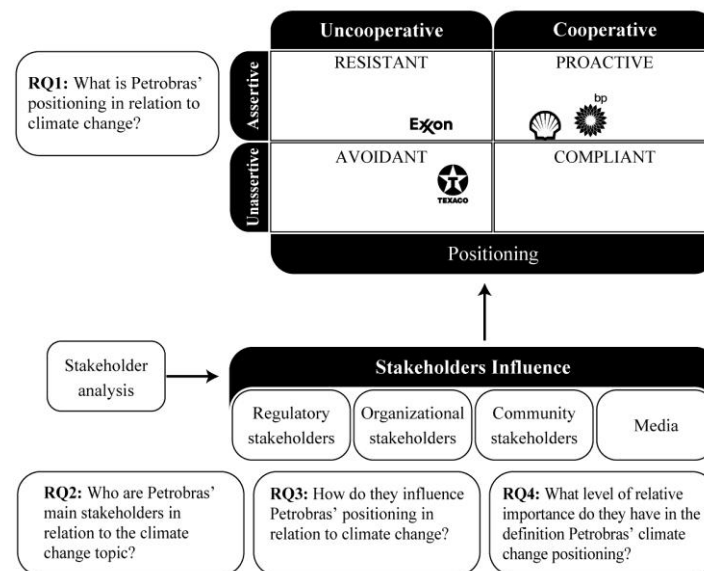 Uncooperative
Cooperative
RQ1: What is Petrobras'
positioning in relation to
climate change?
Assertive
RESISTANT
PROACTIVE
Exxon
bp
Unassertive
AVOIDANT
COMPLIANT
T
TEXACO
Positioning
Stakeholder
analysis
Stakeholders Influence
Regulatory
stakeholders
Organizational
stakeholders
Community
stakeholders
Media
RQ2: Who are Petrobras'
main stakeholders in
relation to the climate
change topic?
RQ3: How do they influence
Petrobras' positioning in
relation to climate change?
RQ4: What level of relative
importance do they have in the
definition Petrobras' climate
change positioning?